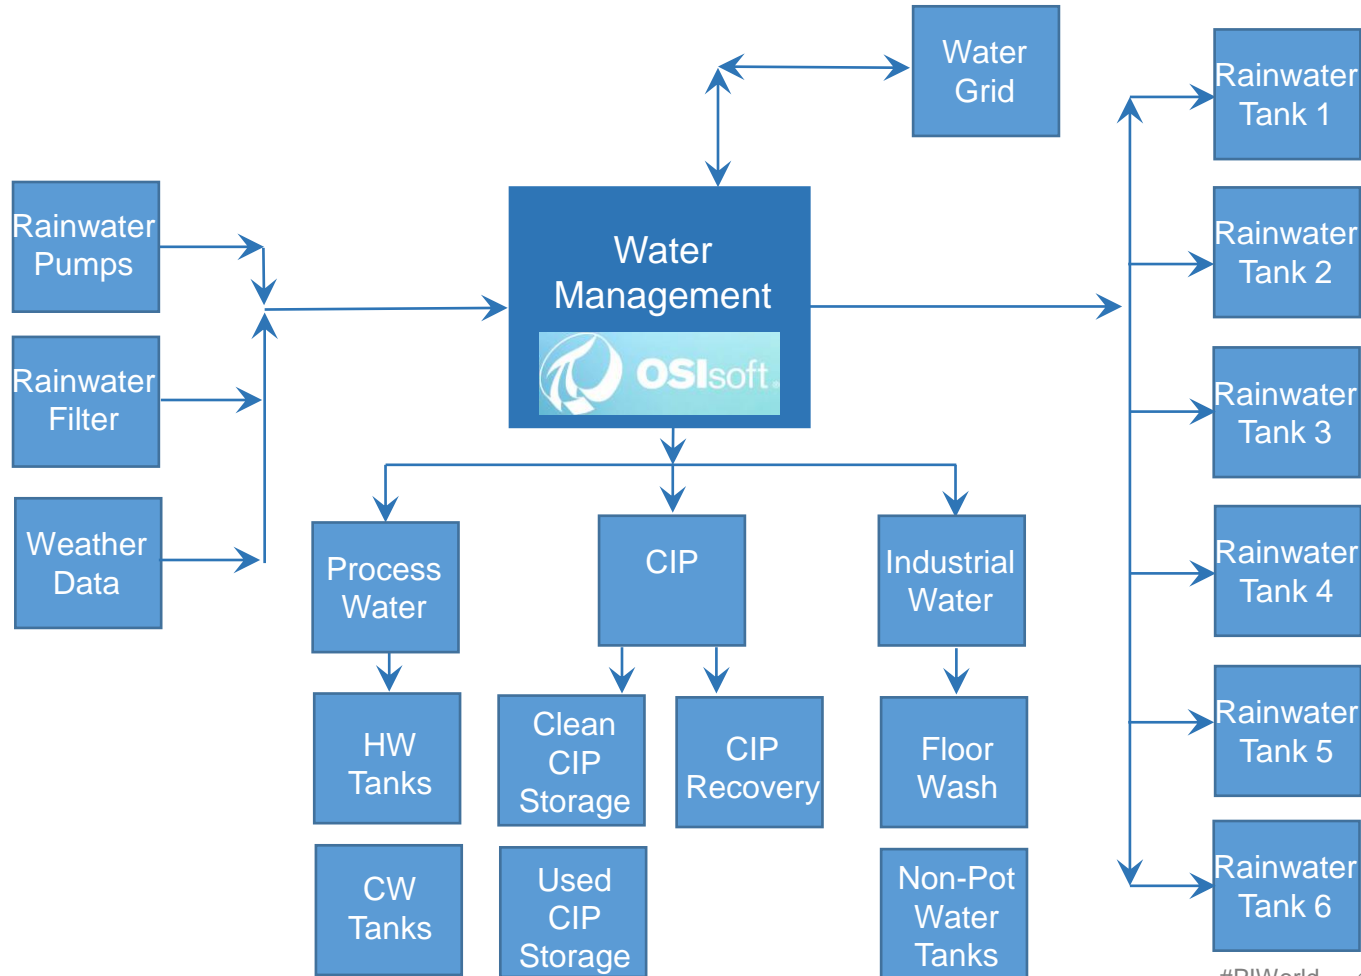 Water
Grid
Rainwater
Tank 1
Rainwater
Pumps
Water
Management
OSIsoft.
Rainwater
Tank 2
Rainwater
Filter
Rainwater
Tank 3
Weather
Data
Process
Water
CIP
Industrial
Water
Rainwater
Tank 4
HW
Tanks
Clean
CIP
Storage
CIP
Recovery
Floor
Wash
Rainwater
Tank 5
CW
Tanks
Used
CIP
Storage
Non-Pot
Water
Tanks
Rainwater
Tank 6
#PIWorld